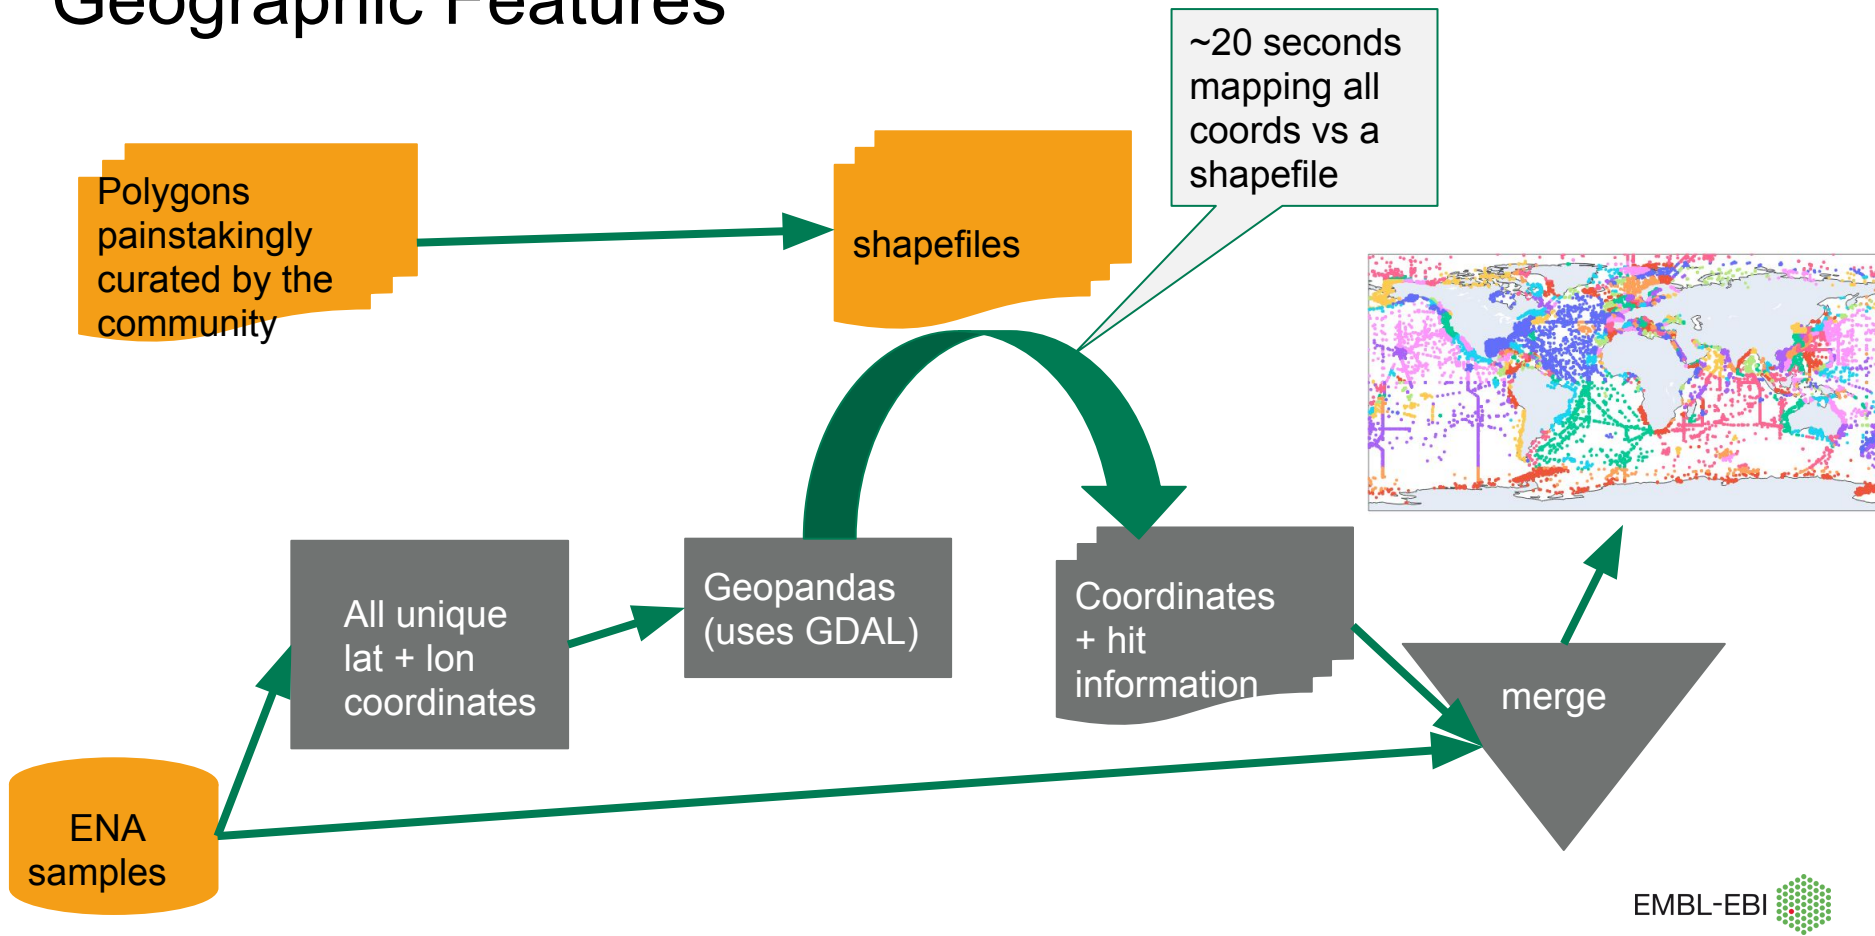 Geographic Features
~20 seconds
mapping all
coords vs a
shapefile
Polygons
painstakingly
curated by the
community
shapefiles
All unique
lat + lon
coordinates
Geopandas
(uses GDAL)
Coordinates
+ hit
information
merge
ENA
samples
EMBL-EBI